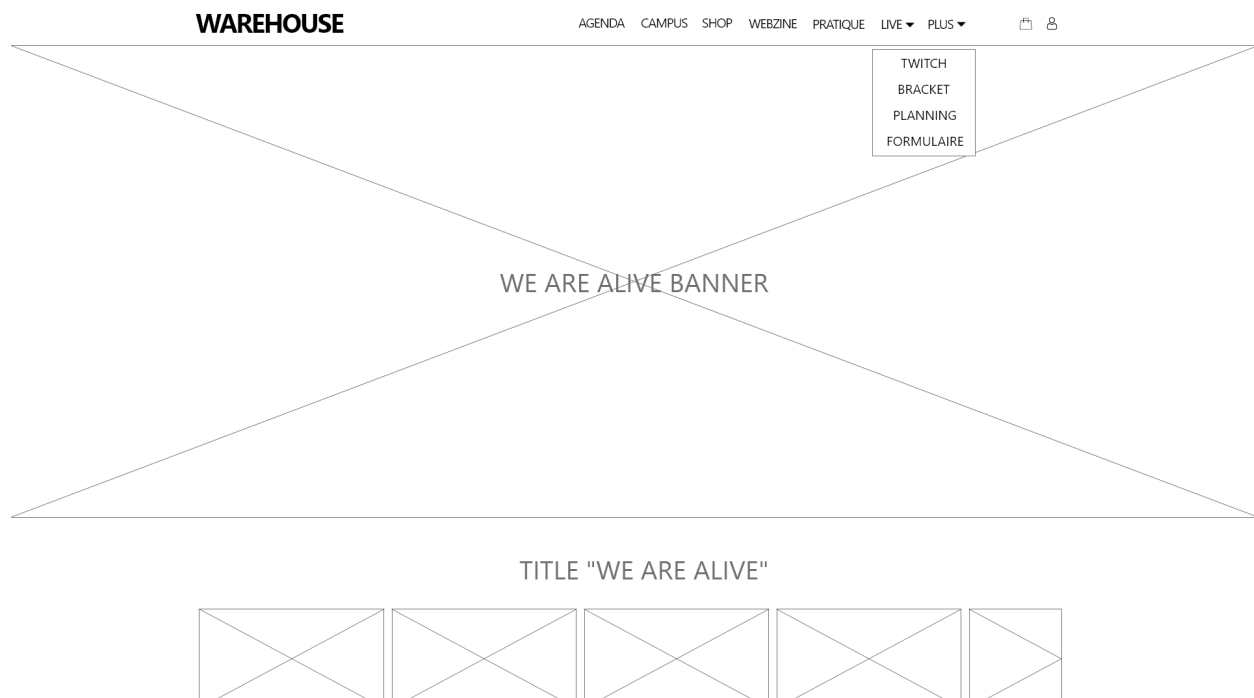 WAREHOUSE
AGENDA CAMPUS SHOP WEBZINE PRATIQUE LIVE PLUS
TWITCH
BRACKET
PLANNING
FORMULAIRE
WE ARE ALIVE BANNER
TITLE "WE ARE ALIVE"